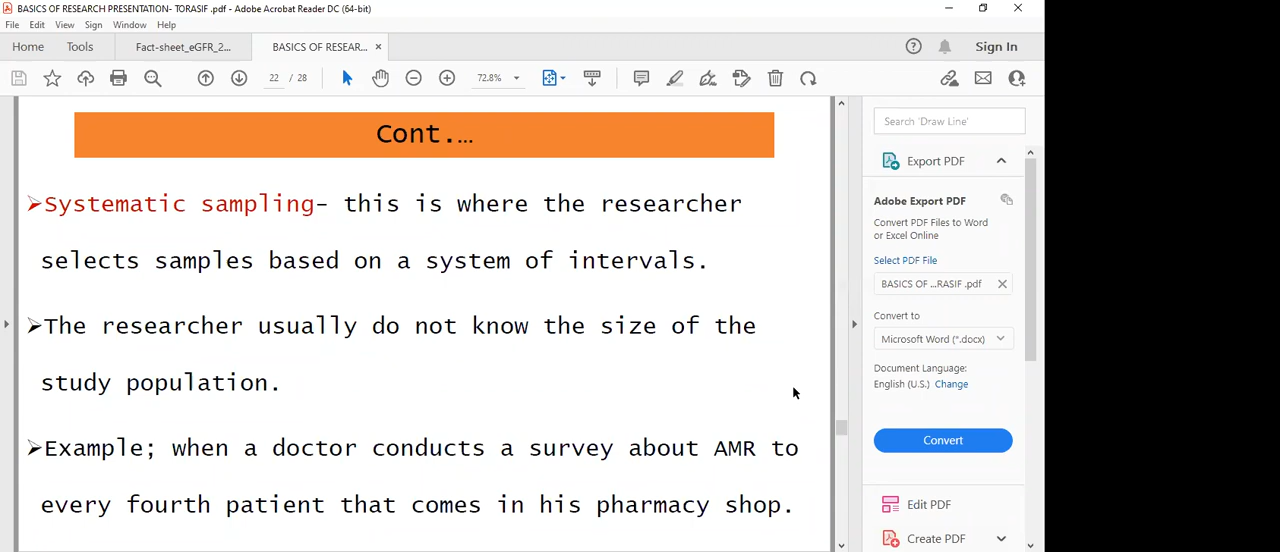 BASICS OF RESEARCH PRESENTATION- TORASIF .pdf - Adobe Acrobat Reader DC (64-bit)
File Edit View Sign Window Help
Home Tools Fact-sheet_eGFR_2... BASICS OF RESEAR... × Sign In
22 / 28 72.8%
Search 'Draw Line'
Export PDF
Adobe Export PDF
Convert PDF Files to Word
or Excel Online
Select PDF File
BASICS OF ...RASIF .pdf
Convert to
Microsoft Word (*.docx)
Document Language:
English (U.S.) Change
Convert
Edit PDF
Create PDF
Cont.…
Systematic sampling- this is where the researcher
selects samples based on a system of intervals.
The researcher usually do not know the size of the
study population.
Example; when a doctor conducts a survey about AMR to
every fourth patient that comes in his pharmacy shop.